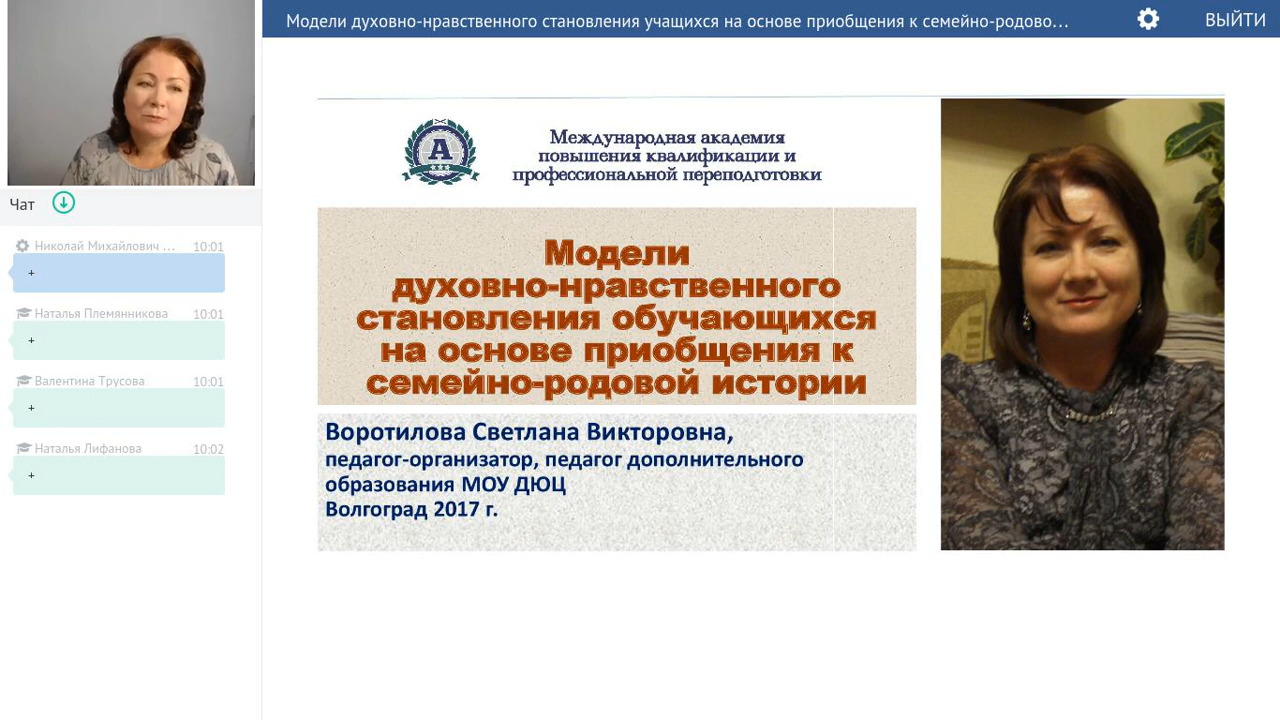 Модели духовно-нравственного становления учащихся на основе приобщения к семейно-родово...
ВЫЙТИ
Чат
Николай Михайлович ...
10:01
+
Наталья Племянникова
10:01
+
Валентина Трусова
10:01
+
Наталья Лифанова
10:02
+
А
Международная академия
повышения квалификации и
профессиональной переподготовки
Модели
духовно-нравственного
становления обучающихся
на основе приобщения к
семейно-родовой истории
Воротилова Светлана Викторовна,
педагог-организатор, педагог дополнительного
образования МОУ ДЮЦ
Волгоград 2017 г.